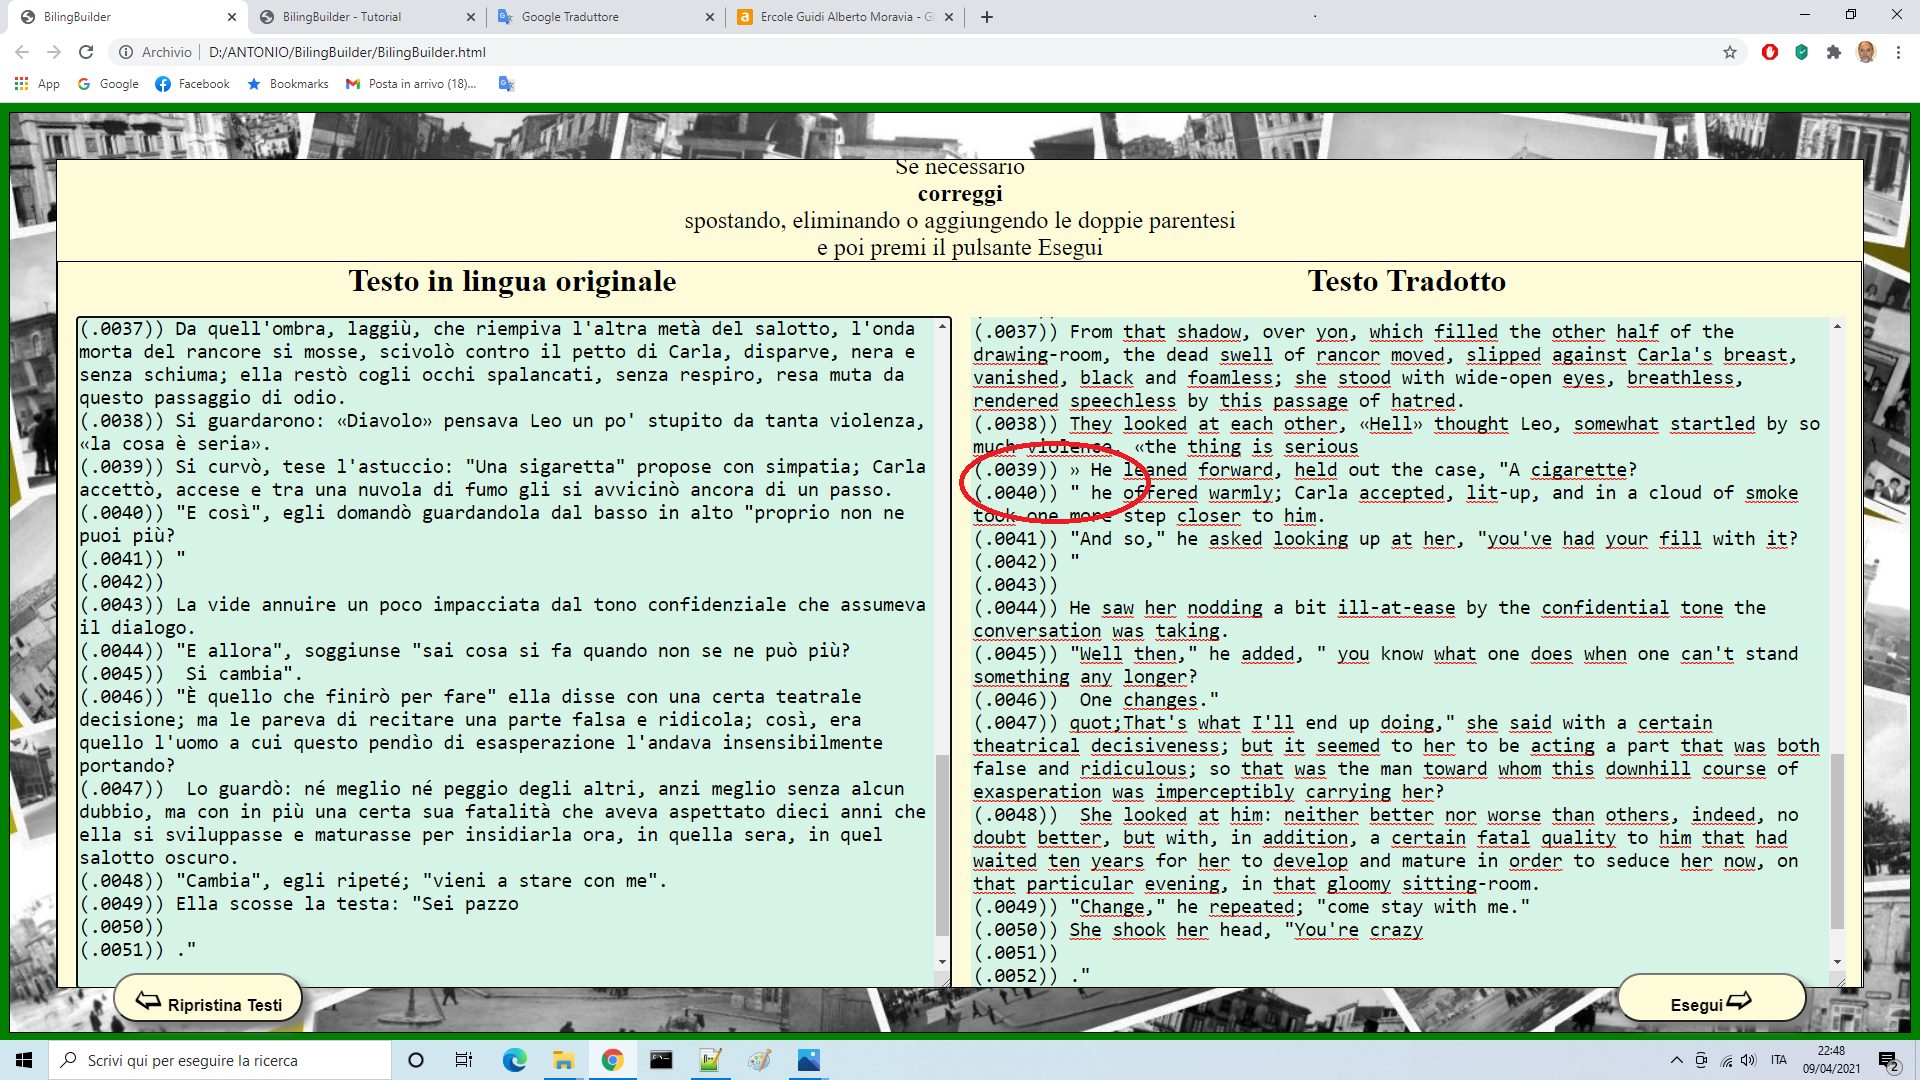 BilingBuilder
BilingBuilder - Tutorial
Google Traduttore
Ercole Guidi Alberto Moravia - Gl
Archivio
D:/ANTONIO/BilingBuilder/BilingBuilder.html
App
Google
Facebook
Bookmarks
Posta in arrivo (18)...
Se necessario
correggi
spostando, eliminando o aggiungendo le doppie parentesi
e poi premi il pulsante Esegui
Testo in lingua originale
(.0037)) Da quell'ombra, laggiù, che riempiva l'altra metà del salotto, l'onda
morta del rancore si mosse, scivolò contro il petto di Carla, disparve, nera e
senza schiuma; ella restò cogli occhi spalancati, senza respiro, resa muta da
questo passaggio di odio.
(.0038)) Si guardarono: «Diavolo» pensava Leo un po' stupito da tanta violenza,
«la cosa è seria».
(.0039)) Si curvò, tese l'astuccio: "Una sigaretta" propose con simpatia; Carla
accettò, accese e tra una nuvola di fumo gli si avvicinò ancora di un passo.
(.0040)) "E così", egli domandò guardandola dal basso in alto "proprio non ne
puoi più?
(.0041)) "
(.0042))
(.0043)) La vide annuire un poco impacciata dal tono confidenziale che assumeva
il dialogo.
(.0044)) "E allora", soggiunse "sai cosa si fa quando non se ne può più?
(.0045))  Si cambia".
(.0046)) "È quello che finirò per fare" ella disse con una certa teatrale
decisione; ma le pareva di recitare una parte falsa e ridicola; così, era
quello l'uomo a cui questo pendìo di esasperazione l'andava insensibilmente
portando?
(.0047))  Lo guardò: né meglio né peggio degli altri, anzi meglio senza alcun
dubbio, ma con in più una certa sua fatalità che aveva aspettato dieci anni che
ella si sviluppasse e maturasse per insidiarla ora, in quella sera, in quel
salotto oscuro.
(.0048)) "Cambia", egli ripeté; "vieni a stare con me".
(.0049)) Ella scosse la testa: "Sei pazzo
(.0050))
(.0051)) ."
Testo Tradotto
(.0037)) From that shadow, over yon, which filled the other half of the
drawing-room, the dead swell of rancor moved, slipped against Carla's breast,
vanished, black and foamless; she stood with wide-open eyes, breathless,
rendered speechless by this passage of hatred.
(.0038)) They looked at each other, «Hell» thought Leo, somewhat startled by so
much violence, «the thing is serious
(.0039)) » He leaned forward, held out the case, "A cigarette?
(.0040)) " he offered warmly; Carla accepted, lit-up, and in a cloud of smoke
took one more step closer to him.
(.0041)) "And so," he asked looking up at her, "you've had your fill with it?
(.0042)) "
(.0043))
(.0044)) He saw her nodding a bit ill-at-ease by the confidential tone the
conversation was taking.
(.0045)) "Well then," he added, " you know what one does when one can't stand
something any longer?
(.0046))  One changes."
(.0047)) quot;That's what I'll end up doing," she said with a certain
theatrical decisiveness; but it seemed to her to be acting a part that was both
false and ridiculous; so that was the man toward whom this downhill course of
exasperation was imperceptibly carrying her?
(.0048))  She looked at him: neither better nor worse than others, indeed, no
doubt better, but with, in addition, a certain fatal quality to him that had
waited ten years for her to develop and mature in order to seduce her now, on
that particular evening, in that gloomy sitting-room.
(.0049)) "Change," he repeated; "come stay with me."
(.0050)) She shook her head, "You're crazy
(.0051))
(.0052)) ."
Ripristina Testi
Esegui
Scrivi qui per eseguire la ricerca
ITA
22:48
09/04/2021
2